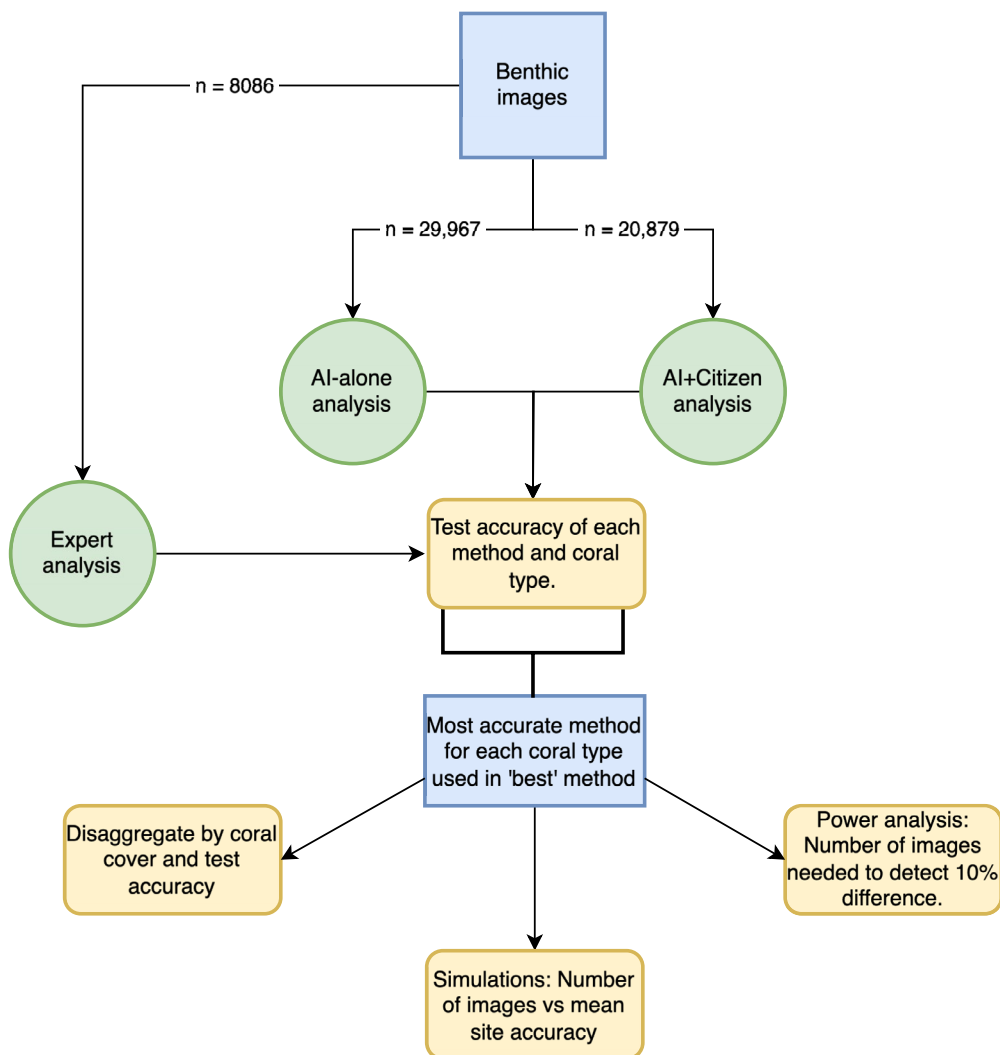 Benthic
images
n = 8086
n = 29,967
n = 20,879
AI-alone
analysis
AI+Citizen
analysis
Expert
analysis
Test accuracy of each
method and coral
type.
Most accurate method
for each coral type
used in 'best' method
Disaggregate by coral
cover and test
accuracy
Power analysis:
Number of images
needed to detect 10%
difference.
Simulations: Number
of images vs mean
site accuracy